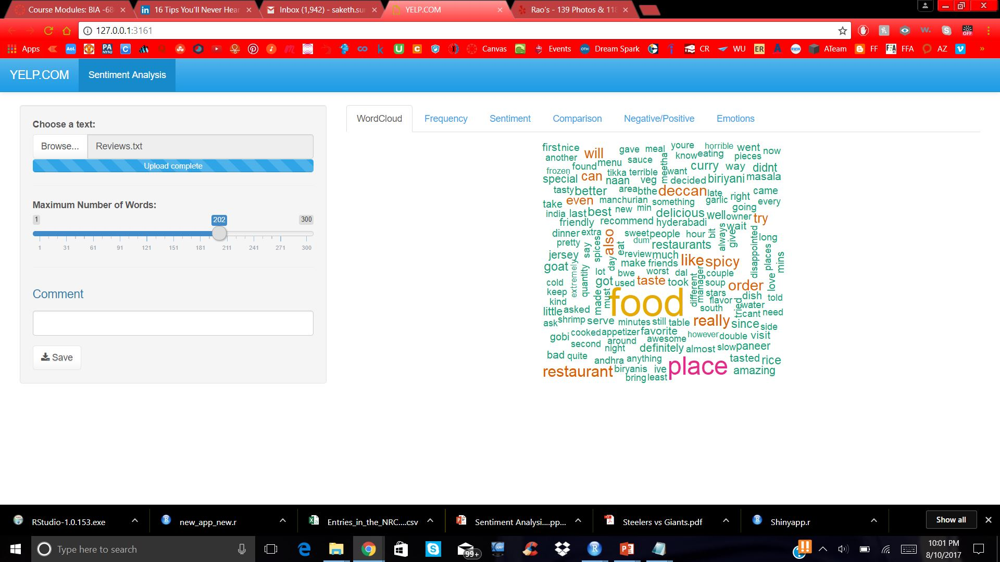 Course Modules: BIA -68
16 Tips You'll Never Hear
Inbox (1,942) - saketh.sur
YELP.COM
Rao's - 139 Photos & 118
127.0.0.1:3161
Apps
Aol.
PA
NYNJ
Canvas
Events
OTH
Dream Spark
CR
WU
ER
ATeam
FF
FFA
FFA
AZ
»
YELP.COM
Sentiment Analysis
Choose a text:
Browse...
Reviews.txt
Upload complete
Maximum Number of Words:
1
202
300
1 31 61 91 121 151 181 211 241 271 300
Comment
Save
WordCloud
Frequency
Sentiment
Comparison
Negative/Positive
Emotions
first nice will gave meal youre horrible went now
another menu sauce meetha know eating pieces
frozen found tikka terrible want curry way didnt
special can naan veg decided biriyani masala
tasty better area bthe deccan late right came
take even manchurian something garlic going every
india last best new min delicious well owner try
friendly recommend hyderabadi always wait
dinner extra also sweet people hour bit give disappointed long
pretty say spices eat dum restaurants places mins
jersey extremely day review much like spicy
goat quantity lot make friends manager love
cold bwe worst dal different couple order
keep made got used taste took soup stars dish told
kind must food flavor tried water
little asked south cant need
ask shrimp serve minutes still table really since side
gobi cooked appetizer favorite however double visit
second around night awesome definitely almost slow paneer
bad quite andhra anything place tasted rice
restaurant biryanis ive amazing
bring least
RStudio-1.0.153.exe
new_app_new.r
Entries_in_the_NRC....csv
Sentiment Analysi....pp...
Steelers vs Giants.pdf
Shinyapp.r
Show all
Type here to search
99+
10:01 PM
8/10/2017